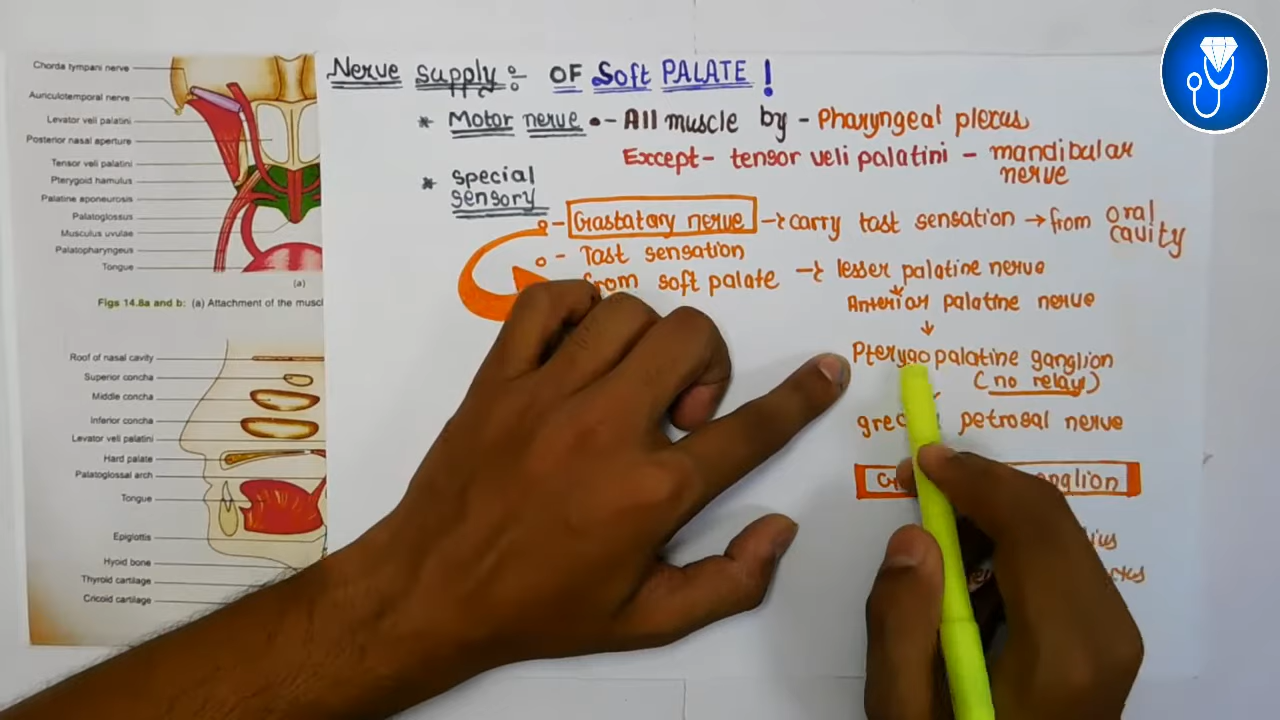 Chorda tympani nerve
Auriculotemporal nerve
Levator veli palatini
Posterior nasal aperture
Tensor veli palatini
Pterygoid hamulus
Palatine aponeurosis
Palatoglossus
Musculus uvulae
Palatopharyngeus
Tongue
(a)
Figs 14.8a and b: (a) Attachment of the muscl
Roof of nasal cavity
Superior concha
Middle concha
Inferior concha
Levator veli palatini
Hard palate
Palatoglossal arch
Tongue
Epiglottis
Hyoid bone
Thyroid cartilage
Cricoid cartilage
Nerve supply :- OF Soft PALATE !
* Motor nerve •- All muscle by - Pharyngeal plexus
Except - tensor veli palatini - mandibular
nerve
* special
sensory
- Gastatary nerve → carry tast sensation → from oral
cavity
- Tast sensation
from soft palate → lesser palatine nerve
Anteriar palatine nerve
Pterygopalatine ganglion
(no relay)
petrosal nerve